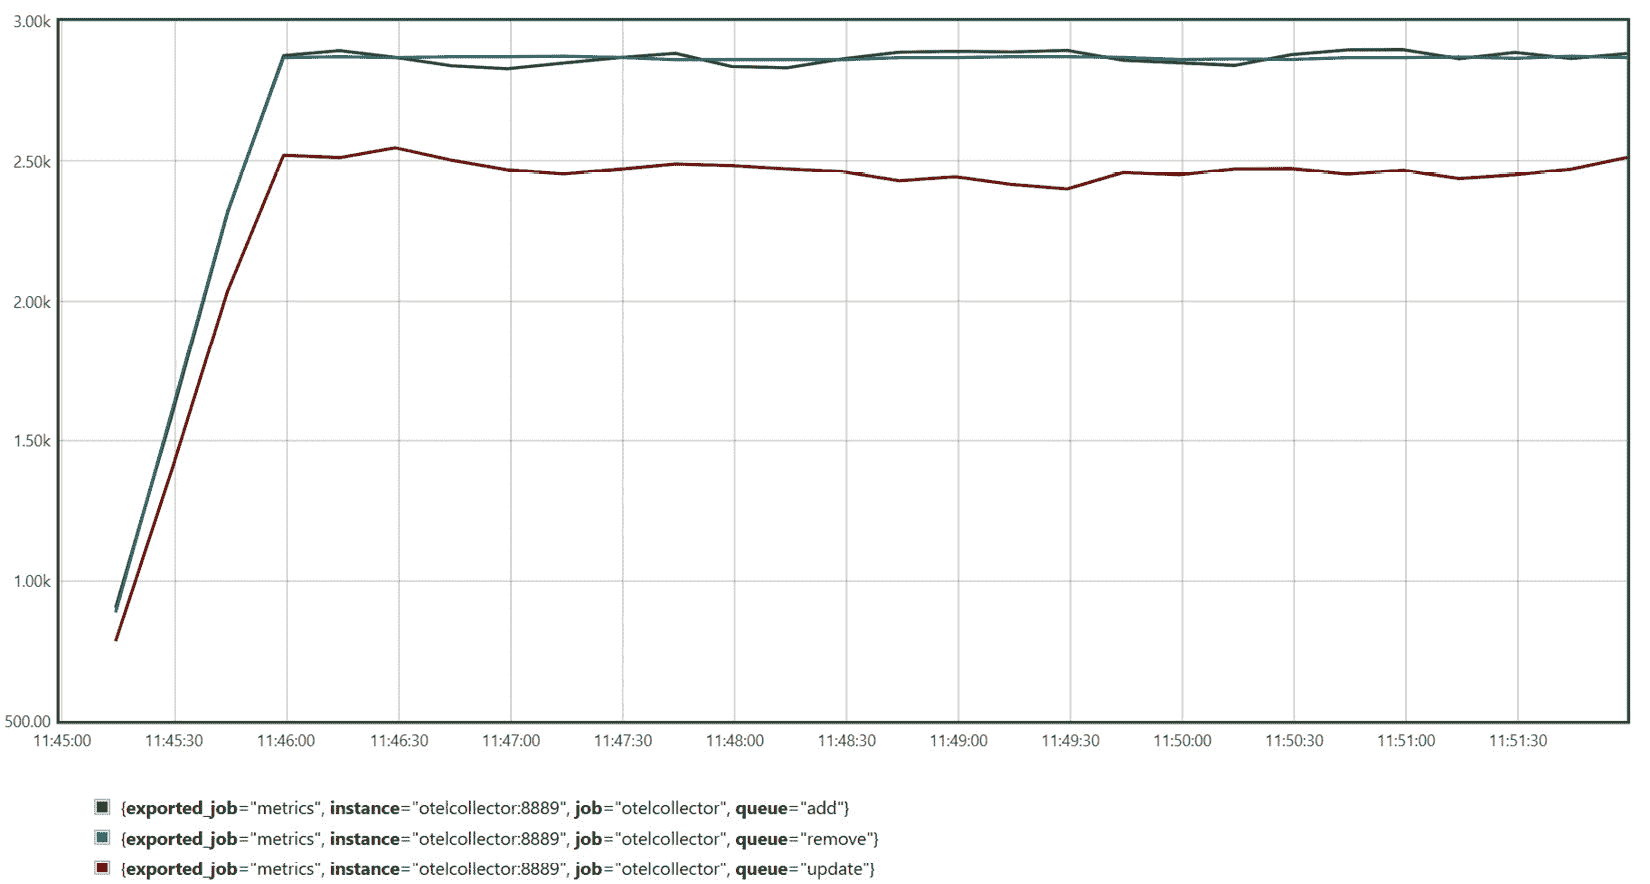 3.00k
2.50k
2.00k
1.50k
1.00k
500.00
11:45:00 11:45:30 11:46:00 11:46:30 11:47:00 11:47:30 11:48:00 11:48:30 11:49:00 11:49:30 11:50:00 11:50:30 11:51:00 11:51:30
{exported_job="metrics", instance="otelcollector:8889", job="otelcollector", queue="add"}
{exported_job="metrics", instance="otelcollector:8889", job="otelcollector", queue="remove"}
{exported_job="metrics", instance="otelcollector:8889", job="otelcollector", queue="update"}